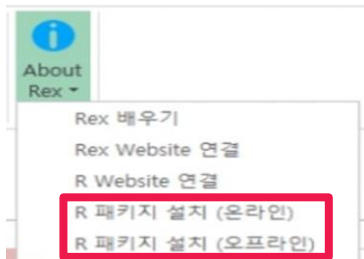 About
Rex
Rex 배우기
Rex Website 연결
R Website 연결
R 패키지 설치 (온라인)
R 패키지 설치 (오프라인)